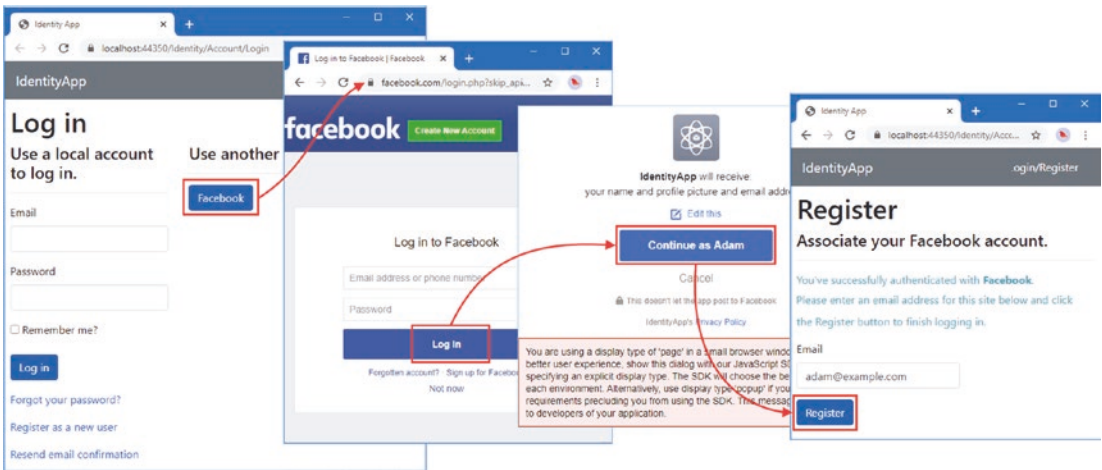 Identity App
localhost:44350/Identity/Account/Login
IdentityApp
Log in
Use a local account
to log in.
Use another
Facebook
Email
Password
Remember me?
Log in
Forgot your password?
Register as a new user
Resend email confirmation
Log in to Facebook | Facebook
facebook.com/login.php?skip_api...
facebook
Create New Account
Log in to Facebook
Email address or phone number
Password
Log In
Forgotten account? · Sign up for
Not now
IdentityApp will receive:
your name and profile picture and email
Edit this
Continue as Adam
Cancel
This doesn't let the app post to Facebook
IdentityApp's Privacy Policy
You are using a display type of 'page' in a small browser
better user experience, show this dialog with our JavaScript
specifying an explicit display type. The SDK will choose the
each environment. Alternatively, use display type 'popup' if
requirements precluding you from using the SDK. This
to developers of your application.
Identity App
localhost:44350/Identity/Acc...
IdentityApp
ogin/Register
Register
Associate your Facebook account.
You've successfully authenticated with Facebook.
Please enter an email address for this site below and click
the Register button to finish logging in.
Email
adam@example.com
Register